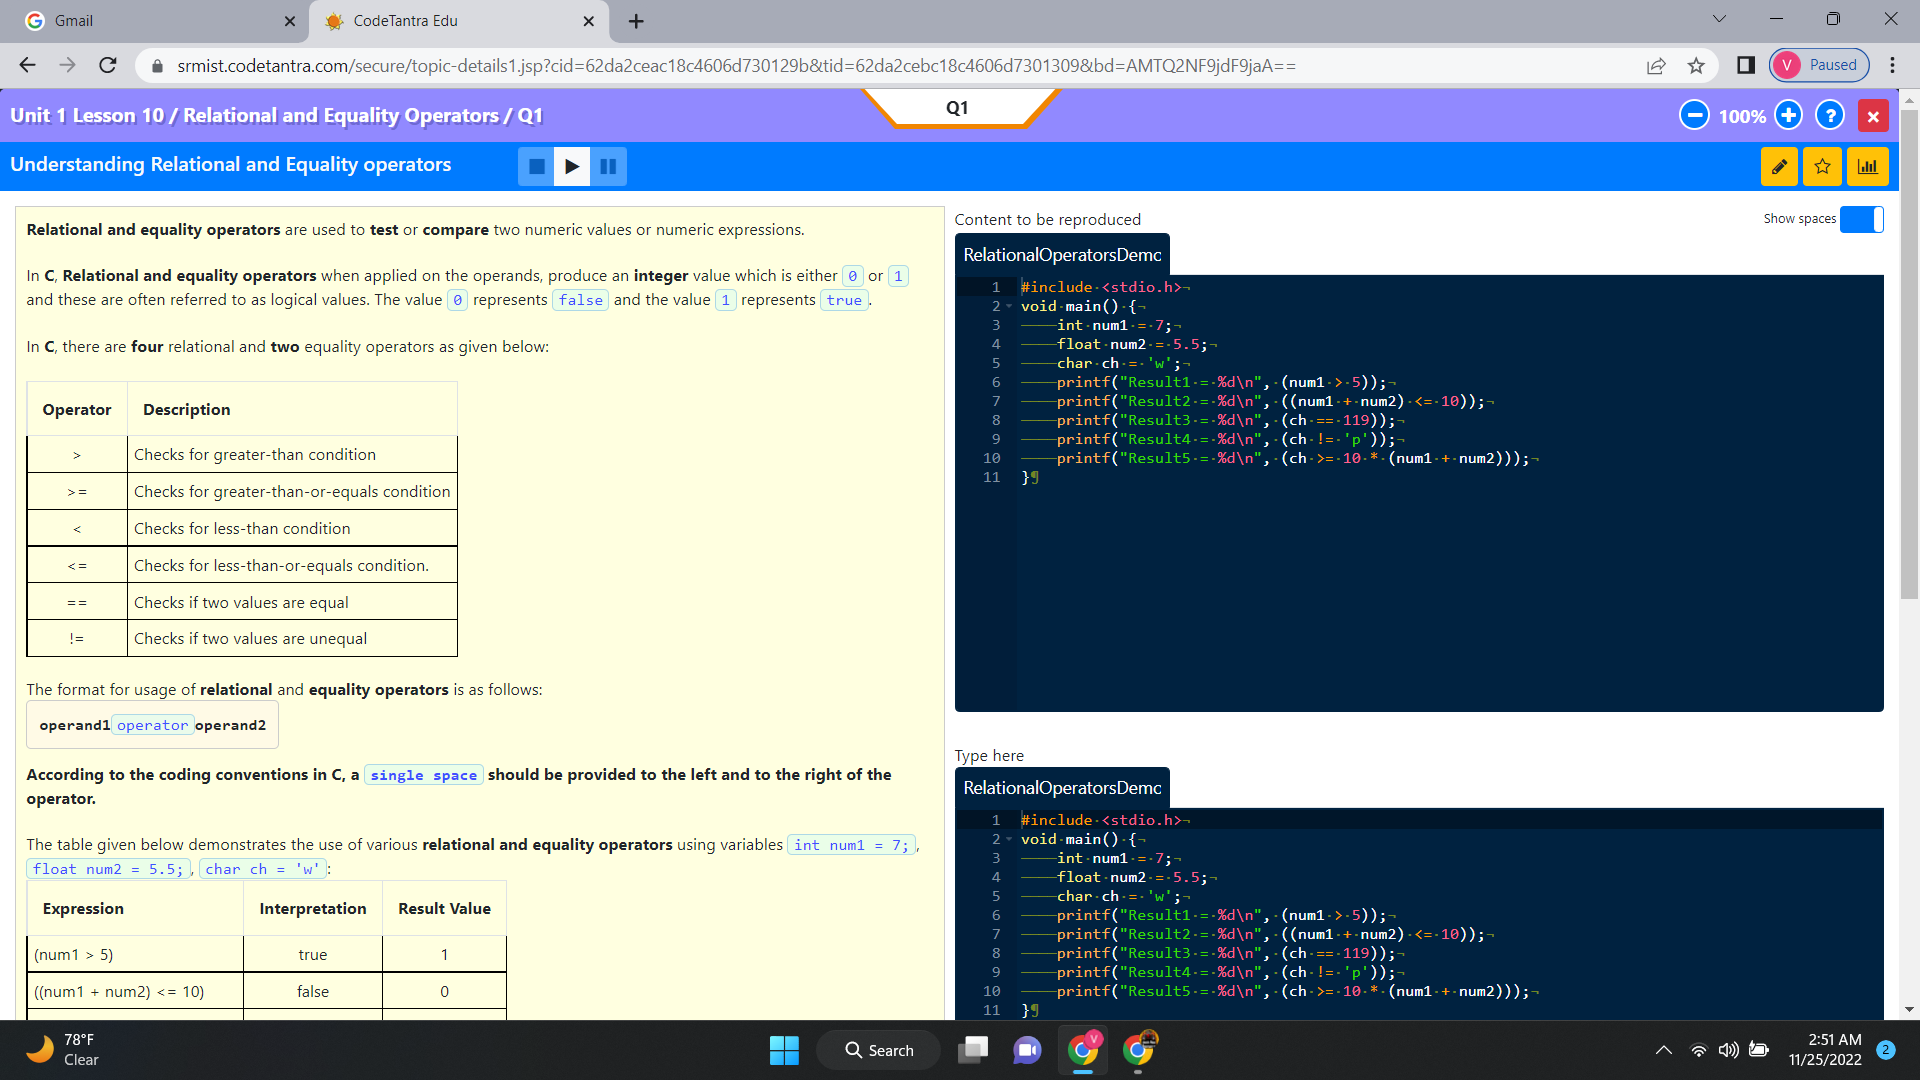 Gmail
CodeTantra Edu
srmist.codetantra.com/secure/topic-details1.jsp?cid=62da2ceac18c4606d730129b&tid=62da2cebc18c4606d7301309&bd=AMTQ2NF9jdF9jaA==
V Paused
Unit 1 Lesson 10 / Relational and Equality Operators / Q1
Q1
100%
?
Understanding Relational and Equality operators
Relational and equality operators are used to test or compare two numeric values or numeric expressions.
In C, Relational and equality operators when applied on the operands, produce an integer value which is either 0 or 1
and these are often referred to as logical values. The value 0 represents false and the value 1 represents true.
In C, there are four relational and two equality operators as given below:
Operator Description
> Checks for greater-than condition
>= Checks for greater-than-or-equals condition
< Checks for less-than condition
<= Checks for less-than-or-equals condition.
== Checks if two values are equal
!= Checks if two values are unequal
The format for usage of relational and equality operators is as follows:
operand1 operator operand2
According to the coding conventions in C, a single space should be provided to the left and to the right of the
operator.
The table given below demonstrates the use of various relational and equality operators using variables int num1 = 7; ,
float num2 = 5.5; , char ch = 'w' :
Expression Interpretation Result Value
(num1 > 5) true 1
((num1 + num2) <= 10) false 0
Content to be reproduced
Show spaces
RelationalOperatorsDemo
1 #include <stdio.h>¬
2 void main() {¬
3 int num1 = 7;¬
4 float num2 = 5.5;¬
5 char ch = 'w';¬
6 printf("Result1 = %d\n", (num1 > 5));¬
7 printf("Result2 = %d\n", ((num1 + num2) <= 10));¬
8 printf("Result3 = %d\n", (ch == 119));¬
9 printf("Result4 = %d\n", (ch != 'p'));¬
10 printf("Result5 = %d\n", (ch >= 10 * (num1 + num2)));¬
11 }¶
Type here
RelationalOperatorsDemo
1 #include <stdio.h>¬
2 void main() {¬
3 int num1 = 7;¬
4 float num2 = 5.5;¬
5 char ch = 'w';¬
6 printf("Result1 = %d\n", (num1 > 5));¬
7 printf("Result2 = %d\n", ((num1 + num2) <= 10));¬
8 printf("Result3 = %d\n", (ch == 119));¬
9 printf("Result4 = %d\n", (ch != 'p'));¬
10 printf("Result5 = %d\n", (ch >= 10 * (num1 + num2)));¬
11 }¶
78°F
Clear
Search
V
2:51 AM
11/25/2022
2